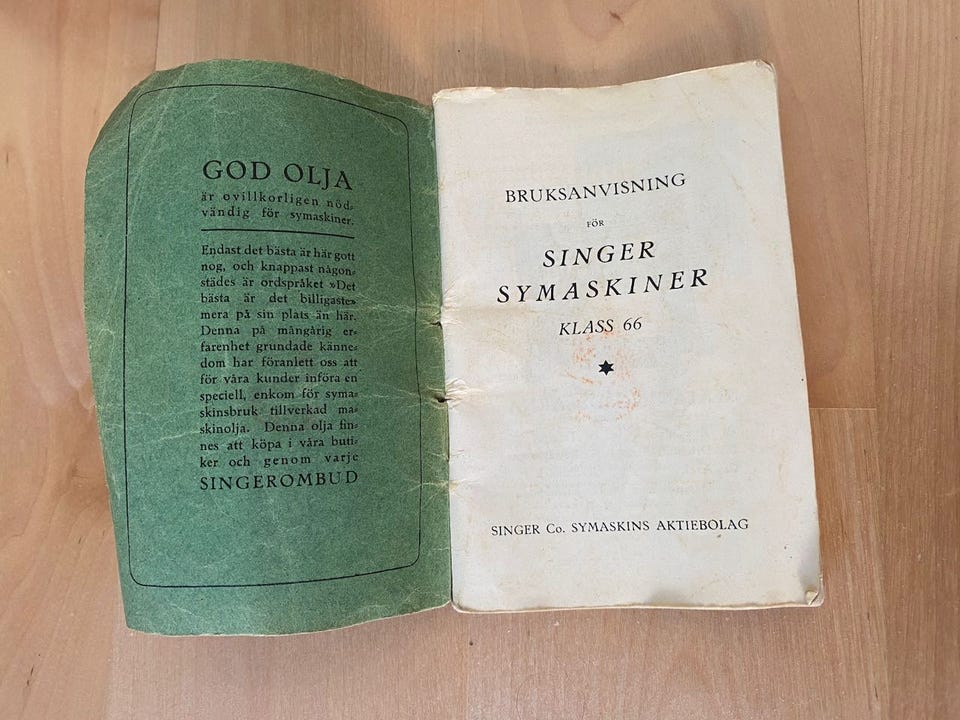 GOD OLJA
är ovillkorligen nöd-
vändig för symaskiner.
Endast det bästa är här gott
nog, och knappast någon-
städes är ordspråket »Det
bästa är det billigaste»
mera på sin plats än här.
Denna på mångårig er-
farenhet grundade känne-
dom har föranlett oss att
för våra kunder införa en
speciell, enkom för syma-
skinsbruk tillverkad ma-
skinolja. Denna olja fin-
nes att köpa i våra buti-
ker och genom varje
SINGEROMBUD
BRUKSANVISNING
FÖR
SINGER
SYMASKINER
KLASS 66
SINGER Co. SYMASKINS AKTIEBOLAG